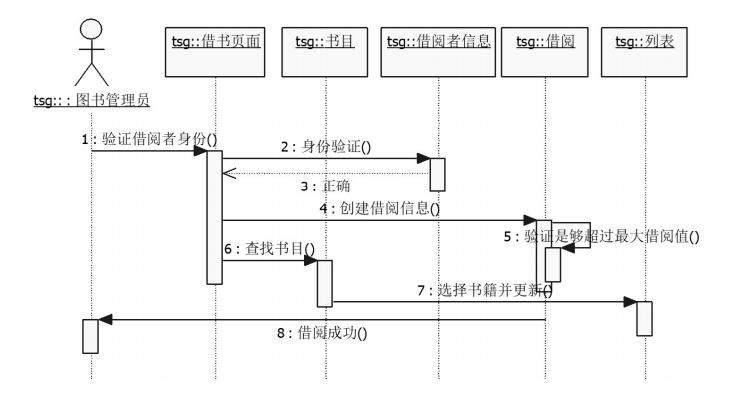 tsg::借书页面
tsg::书目
tsg::借阅者信息
tsg::借阅
tsg::列表
tsg:: : 图书管理员
1 : 验证借阅者身份()
2 : 身份验证()
3 : 正确
4 : 创建借阅信息()
5 : 验证是够超过最大借阅值()
6 : 查找书目()
7 : 选择书籍并更新()
8 : 借阅成功()